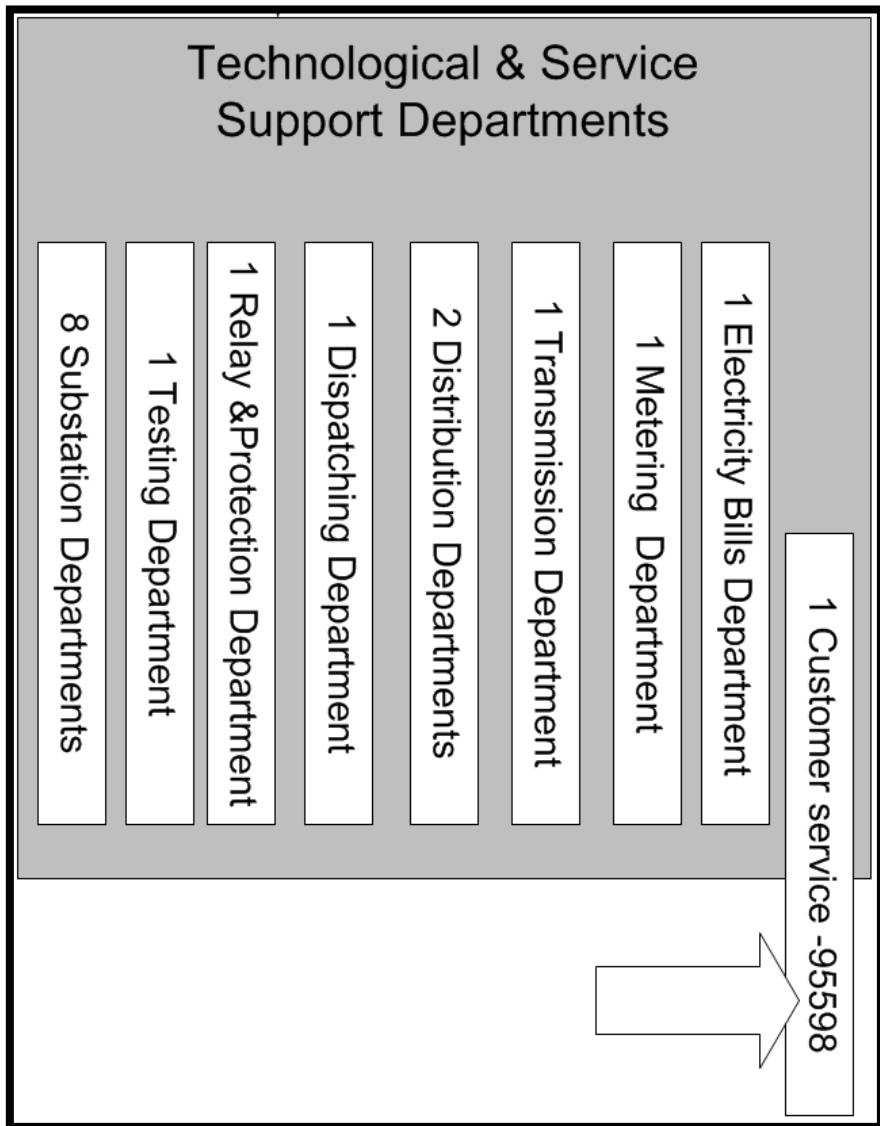 Technological & Service
Support Departments
8 Substation Departments
1 Testing Department
1 Relay &Protection Department
1 Dispatching Department
2 Distribution Departments
1 Transmission Department
1 Metering Department
1 Electricity Bills Department
1 Customer service -95598